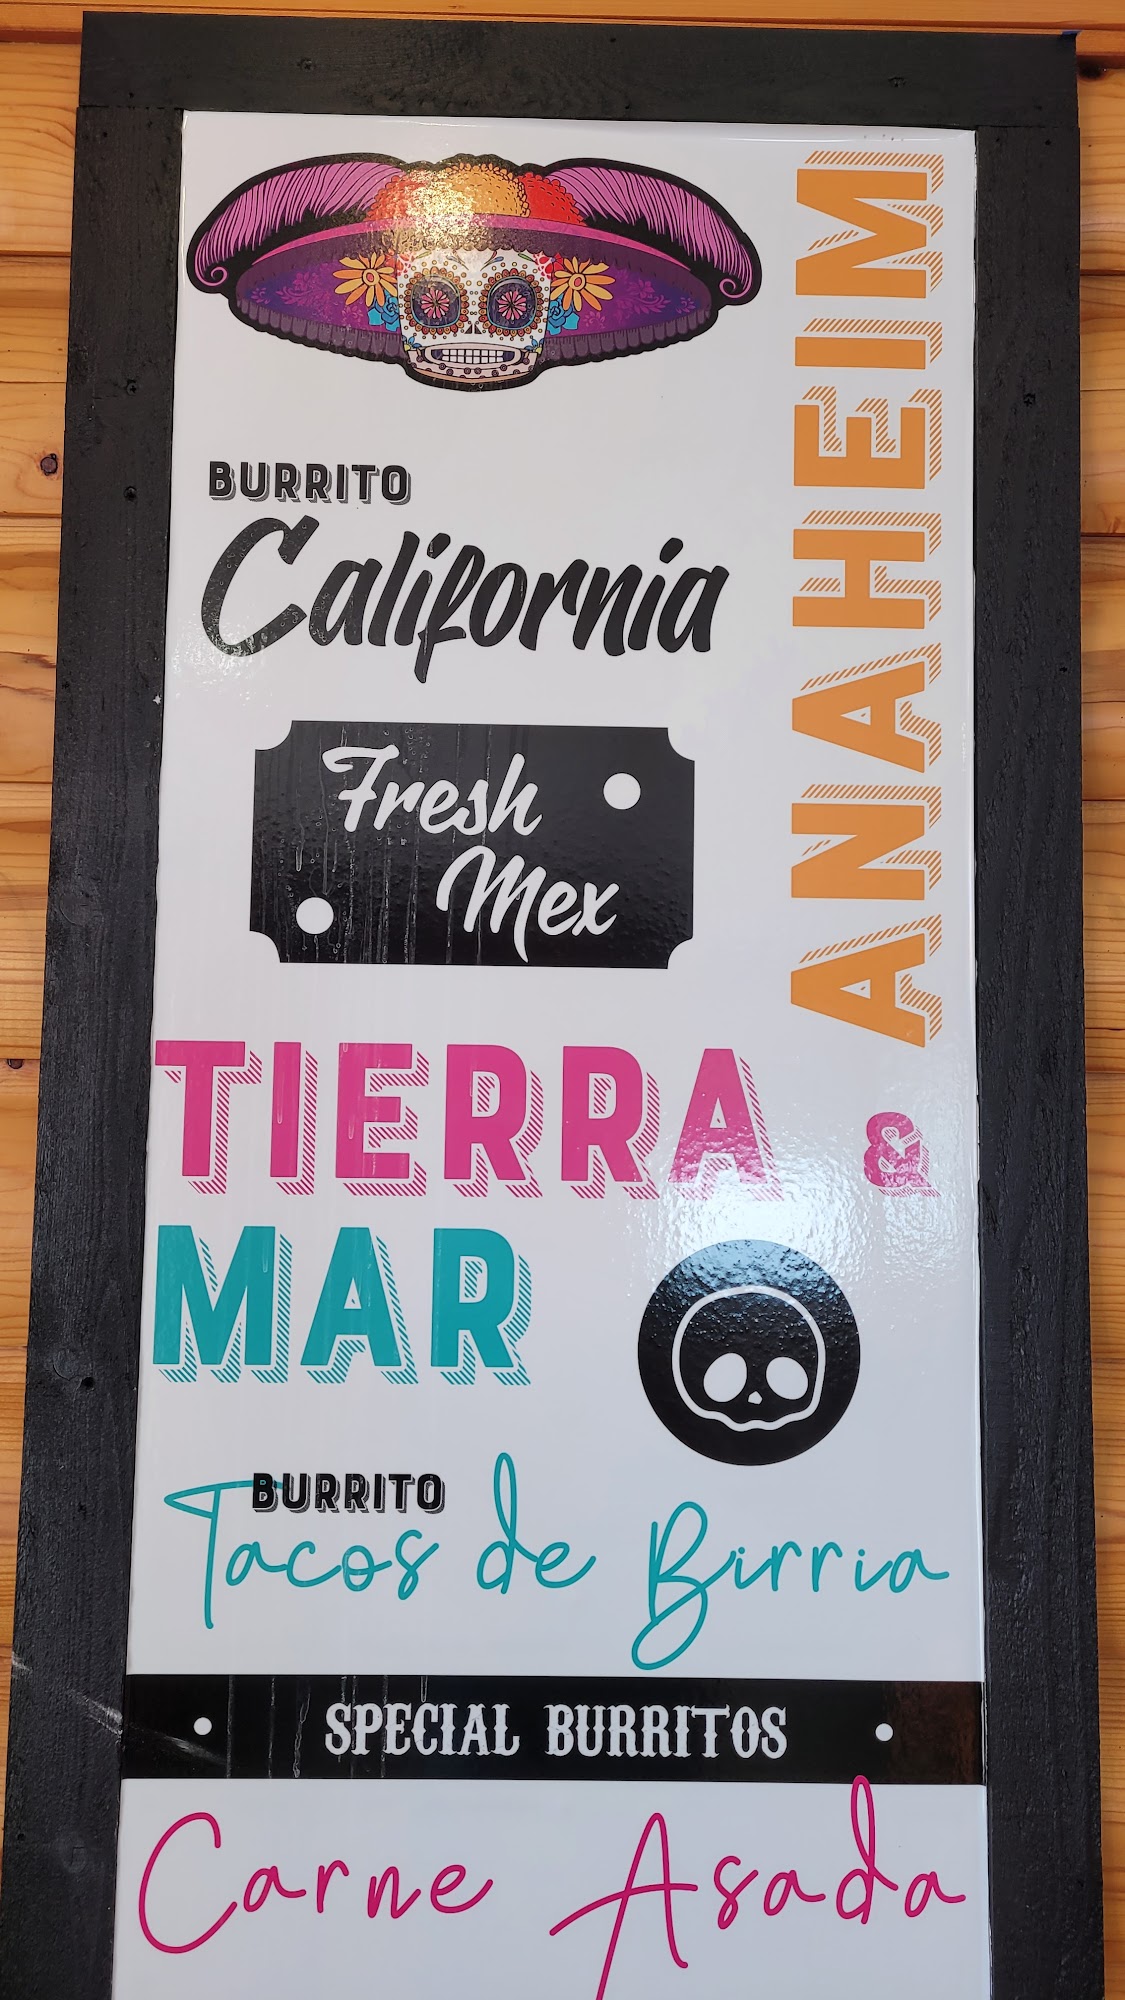 ANAHEIM
BURRITO
California
Fresh
Mex
TIERRA &
MAR
BURRITO
Tacos de Birria
SPECIAL BURRITOS
Carne Asada